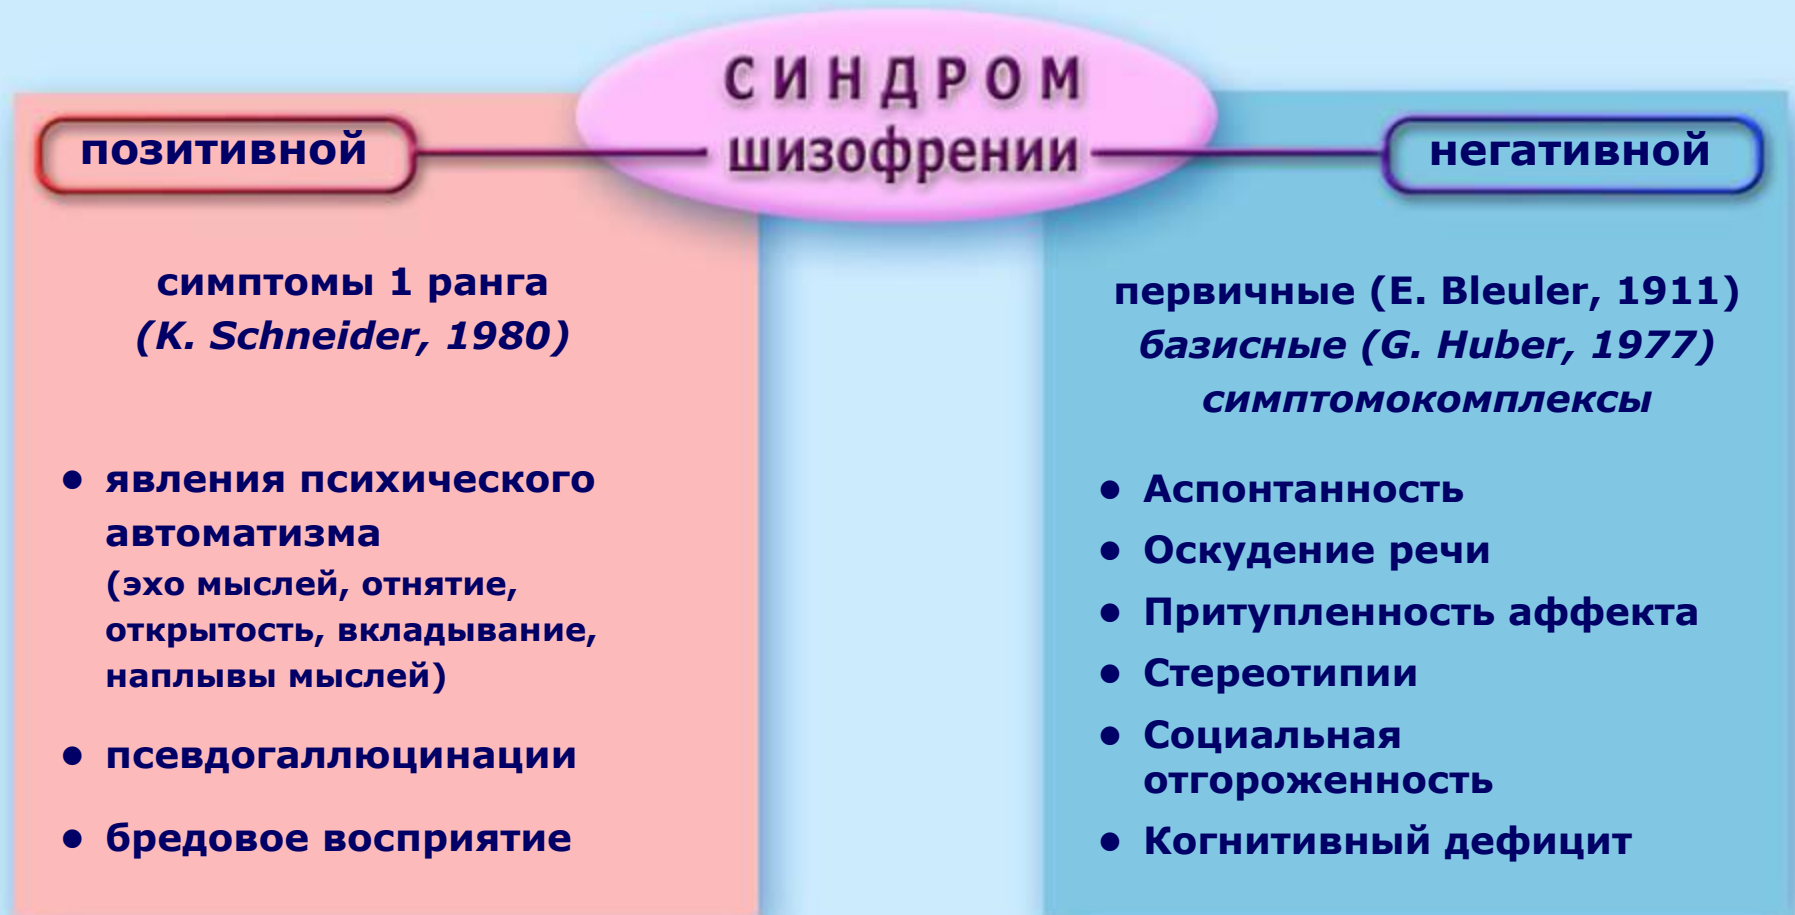 СИНДРОМ
шизофрении
позитивной
симптомы 1 ранга
(K. Schneider, 1980)
• явления психического
автоматизма
(эхо мыслей, отнятие,
открытость, вкладывание,
наплывы мыслей)
• псевдогаллюцинации
• бредовое восприятие
негативной
первичные (E. Bleuler, 1911)
базисные (G. Huber, 1977)
симптомокомплексы
• Аспонтанность
• Оскудение речи
• Притупленность аффекта
• Стереотипии
• Социальная
отгороженность
• Когнитивный дефицит